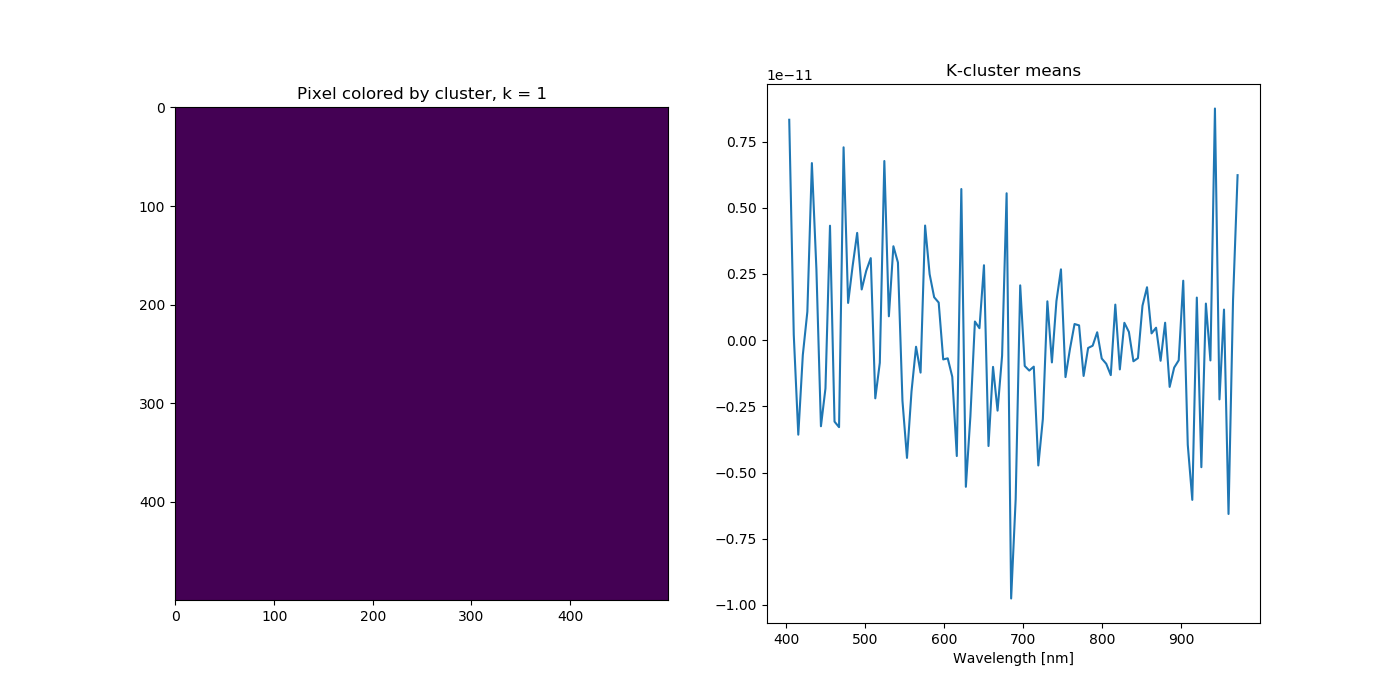 Pixel colored by cluster, k = 1
0
100
200
300
400
0 100 200 300 400
K-cluster means
1e−11
0.75
0.50
0.25
0.00
−0.25
−0.50
−0.75
−1.00
400 500 600 700 800 900
Wavelength [nm]